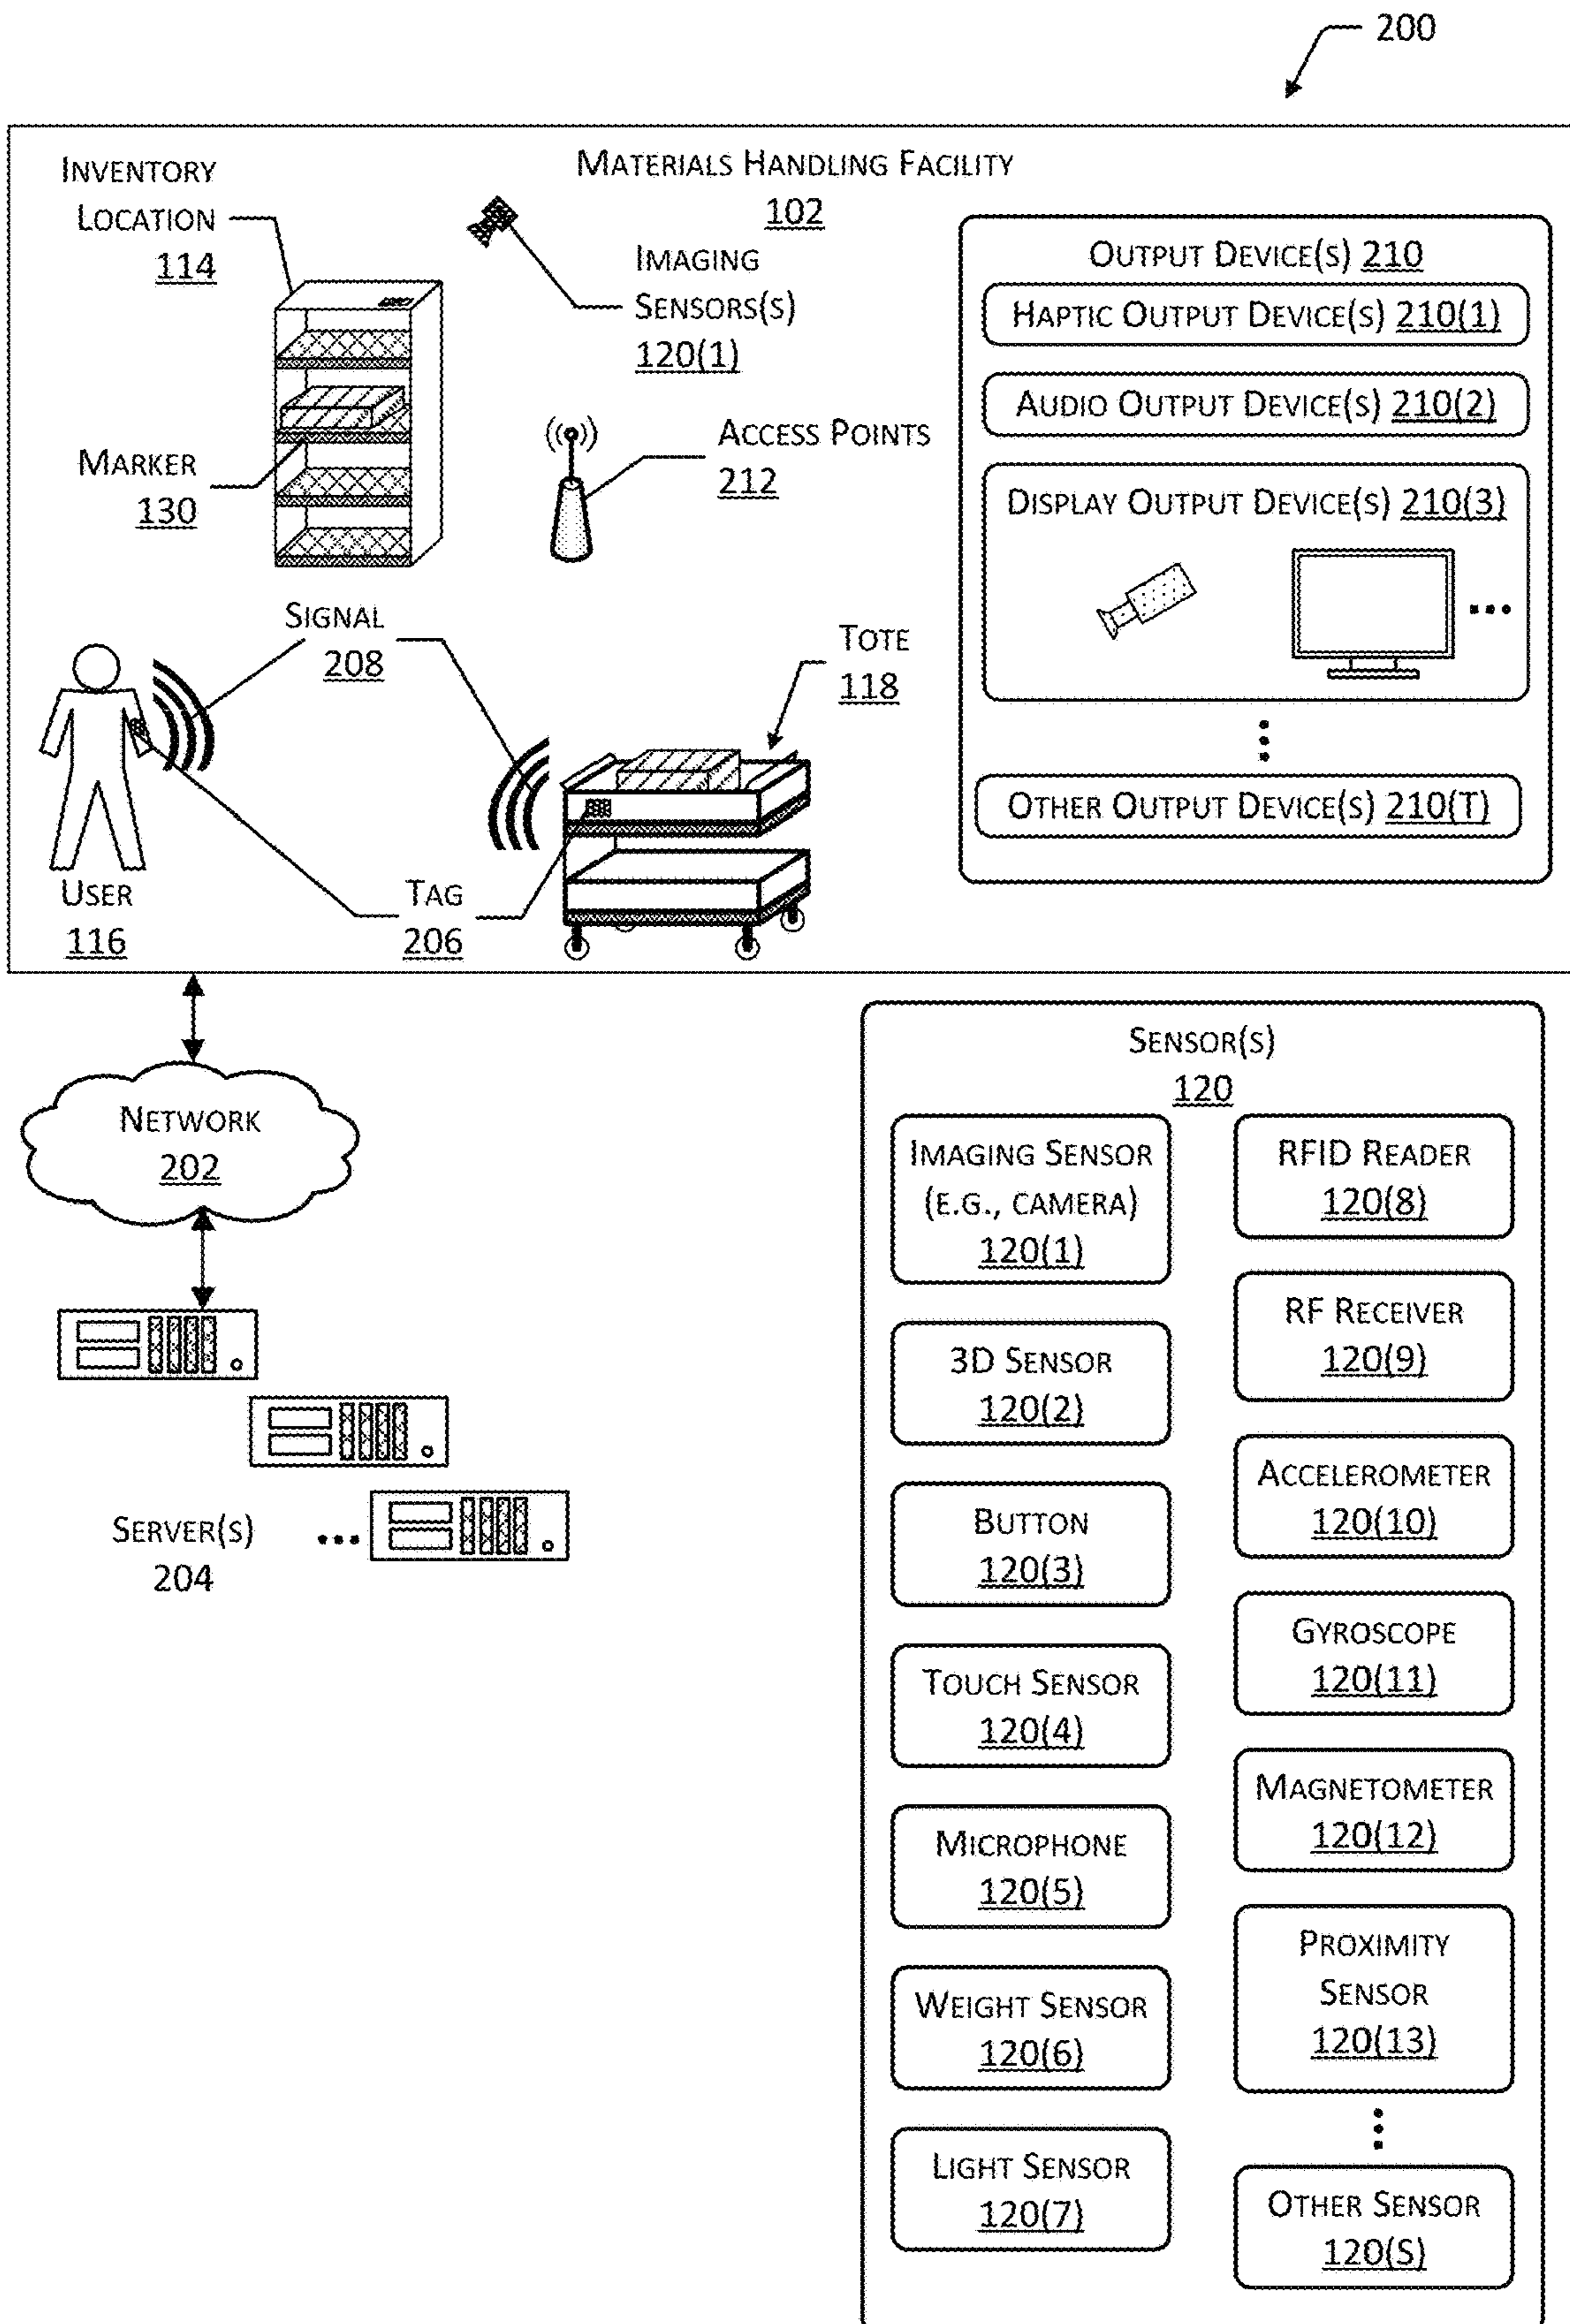 200
MATERIALS HANDLING FACILITY
102
INVENTORY
LOCATION
114
IMAGING
SENSORS(S)
120(1)
MARKER
130
ACCESS POINTS
212
SIGNAL
208
TOTE
118
USER
116
TAG
206
OUTPUT DEVICE(S) 210
HAPTIC OUTPUT DEVICE(S) 210(1)
AUDIO OUTPUT DEVICE(S) 210(2)
DISPLAY OUTPUT DEVICE(S) 210(3)
OTHER OUTPUT DEVICE(S) 210(T)
NETWORK
202
SERVER(S)
204
SENSOR(S)
120
IMAGING SENSOR
(E.G., CAMERA)
120(1)
3D SENSOR
120(2)
BUTTON
120(3)
TOUCH SENSOR
120(4)
MICROPHONE
120(5)
WEIGHT SENSOR
120(6)
LIGHT SENSOR
120(7)
RFID READER
120(8)
RF RECEIVER
120(9)
ACCELEROMETER
120(10)
GYROSCOPE
120(11)
MAGNETOMETER
120(12)
PROXIMITY
SENSOR
120(13)
OTHER SENSOR
120(S)